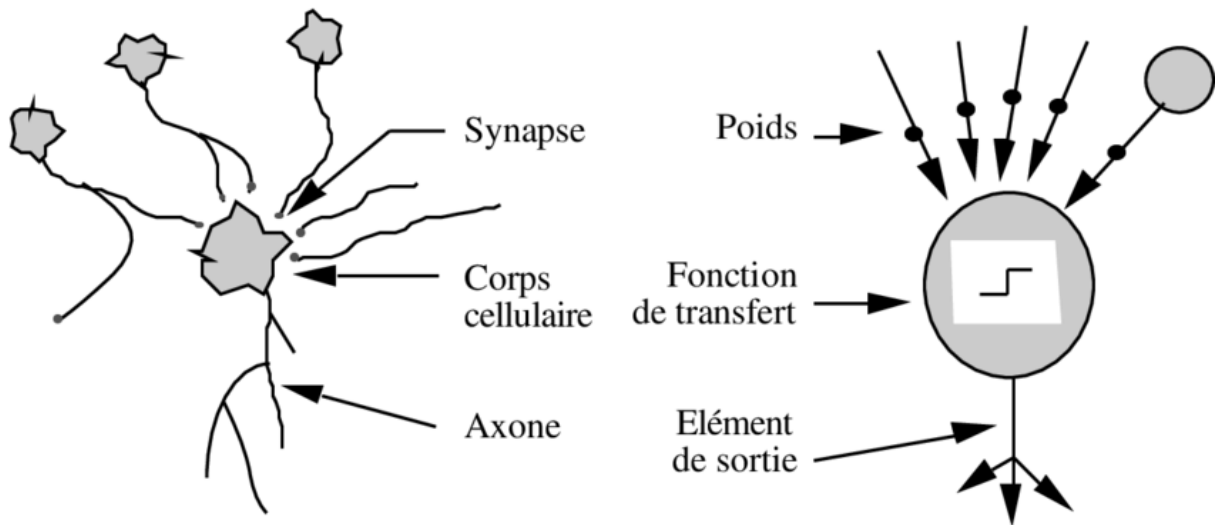 Synapse
Corps
cellulaire
Axone
Poids
Fonction
de transfert
Elément
de sortie